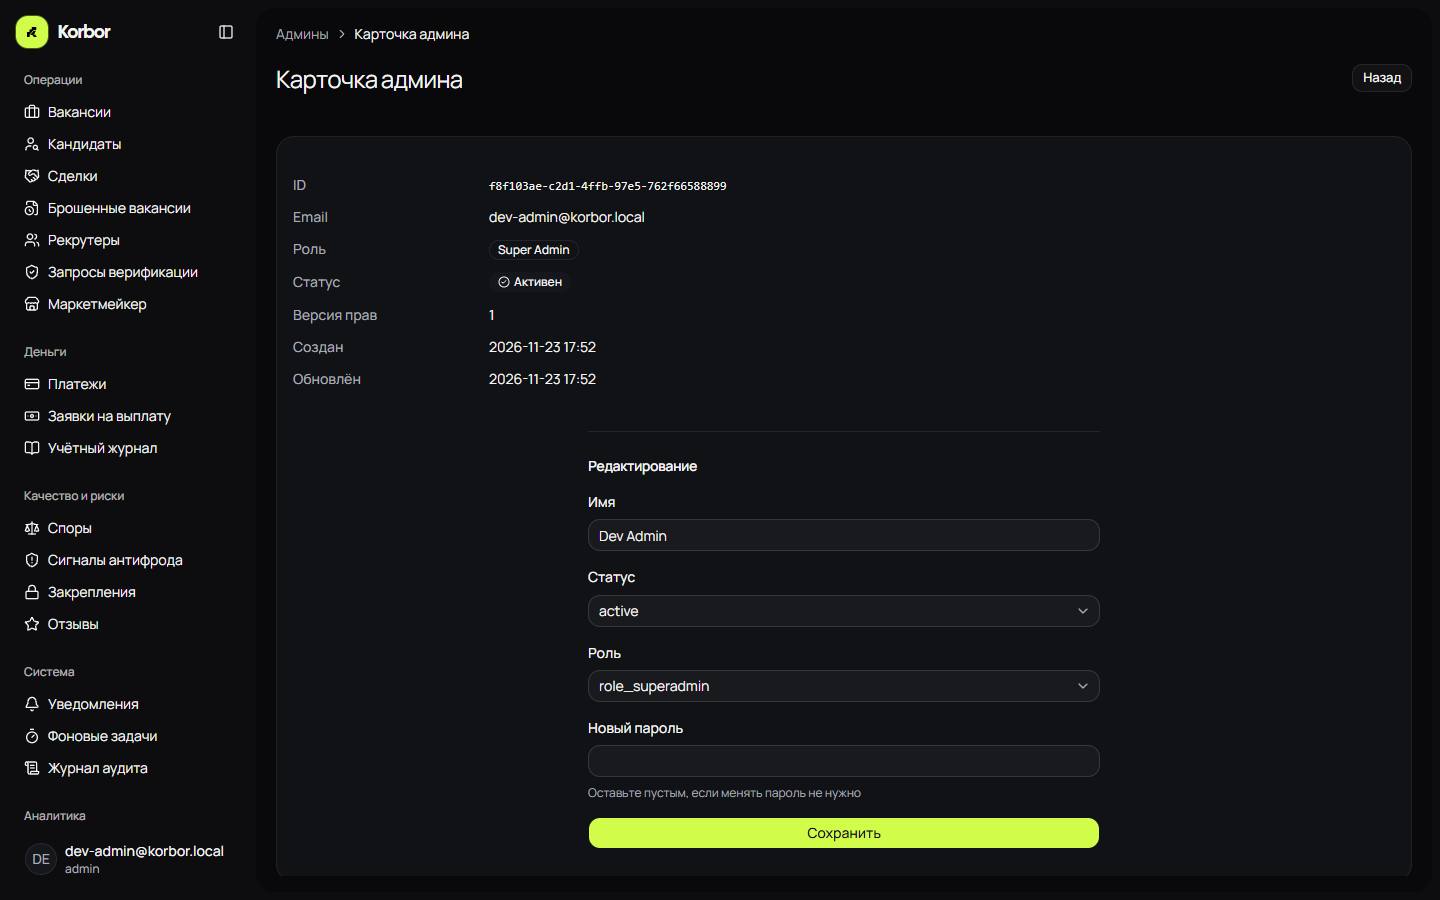 Korbor
Операции
Вакансии
Кандидаты
Сделки
Брошенные вакансии
Рекрутеры
Запросы верификации
Маркетмейкер
Деньги
Платежи
Заявки на выплату
Учётный журнал
Качество и риски
Споры
Сигналы антифрода
Закрепления
Отзывы
Система
Уведомления
Фоновые задачи
Журнал аудита
Аналитика
DE
dev-admin@korbor.local
admin
Админы > Карточка админа
Карточка админа
Назад
ID f8f103ae-c2d1-4ffb-97e5-762f66588899
Email dev-admin@korbor.local
Роль Super Admin
Статус Активен
Версия прав 1
Создан 2026-11-23 17:52
Обновлён 2026-11-23 17:52
Редактирование
Имя
Dev Admin
Статус
active
Роль
role_superadmin
Новый пароль
Оставьте пустым, если менять пароль не нужно
Сохранить